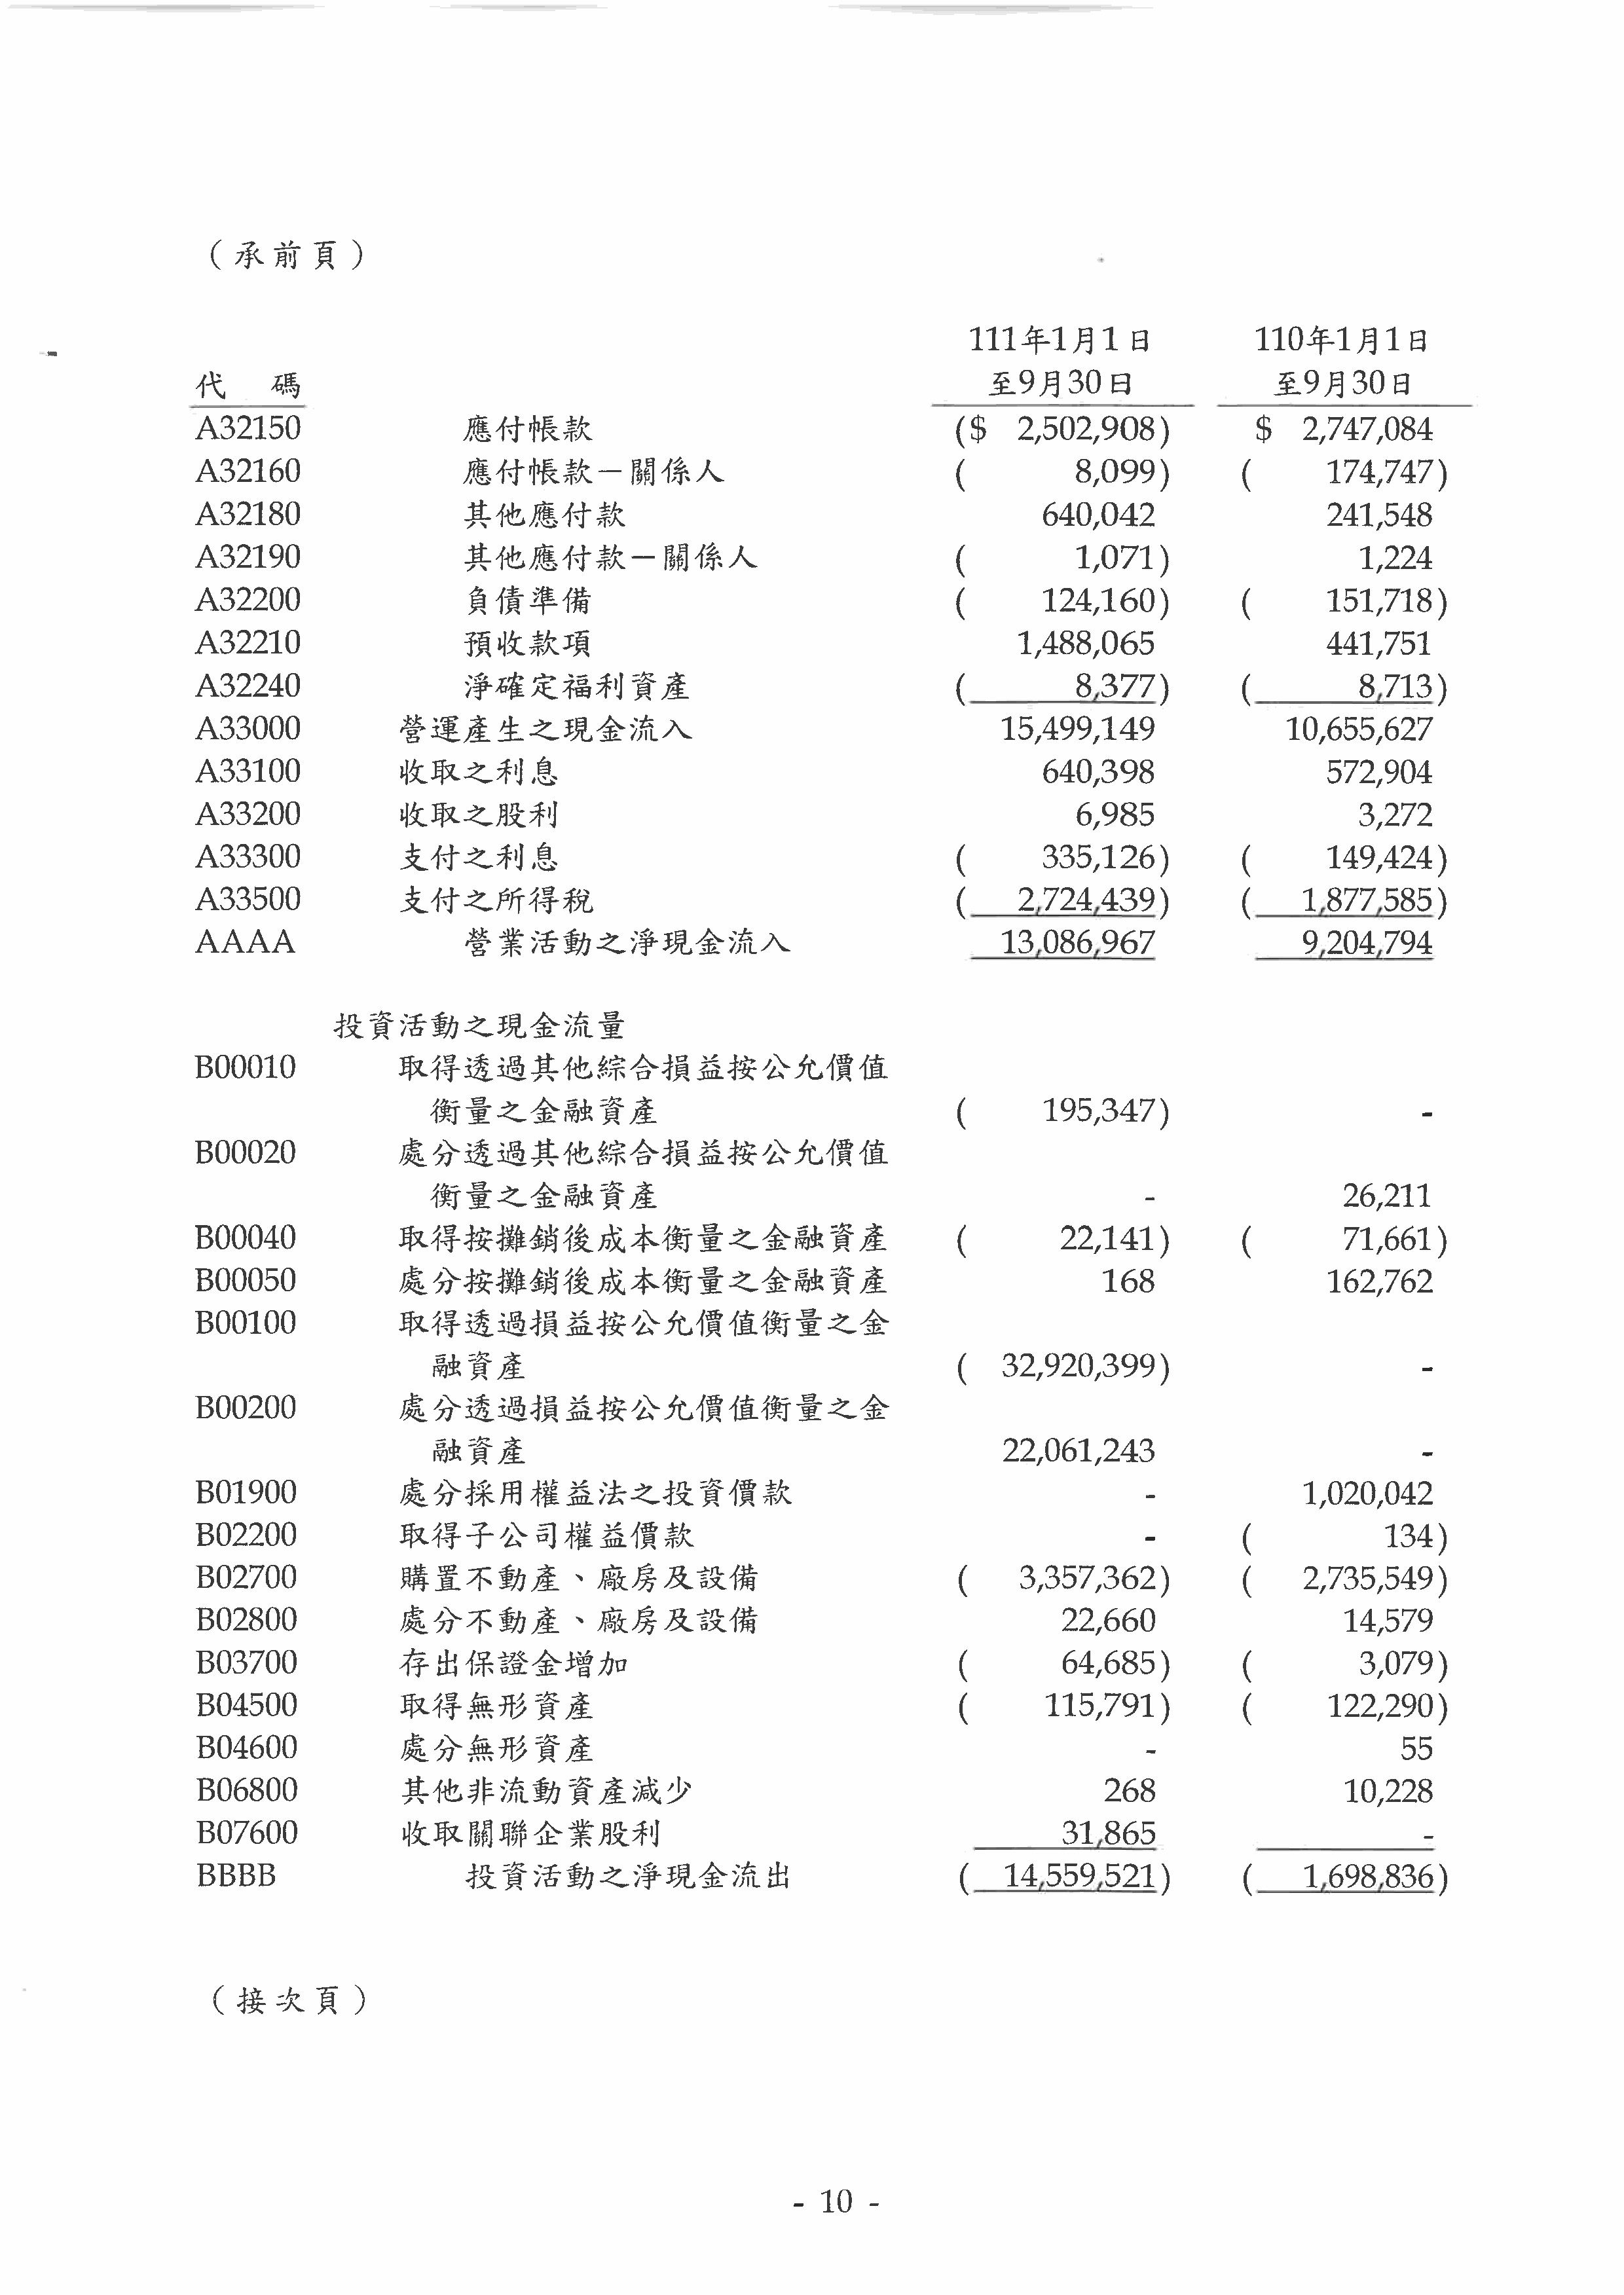 （承前頁）
111年1月1日 110年1月1日
代 碼 至9月30日 至9月30日
A32150 應付帳款 ($ 2,502,908) $ 2,747,084
A32160 應付帳款－關係人 ( 8,099) ( 174,747)
A32180 其他應付款 640,042 241,548
A32190 其他應付款－關係人 ( 1,071) 1,224
A32200 負債準備 ( 124,160) ( 151,718)
A32210 預收款項 1,488,065 441,751
A32240 淨確定福利資產 ( 8,377) ( 8,713)
A33000 營運產生之現金流入 15,499,149 10,655,627
A33100 收取之利息 640,398 572,904
A33200 收取之股利 6,985 3,272
A33300 支付之利息 ( 335,126) ( 149,424)
A33500 支付之所得稅 ( 2,724,439) ( 1,877,585)
AAAA 營業活動之淨現金流入 13,086,967 9,204,794
投資活動之現金流量
B00010 取得透過其他綜合損益按公允價值
衡量之金融資產 ( 195,347) -
B00020 處分透過其他綜合損益按公允價值
衡量之金融資產 - 26,211
B00040 取得按攤銷後成本衡量之金融資產 ( 22,141) ( 71,661)
B00050 處分按攤銷後成本衡量之金融資產 168 162,762
B00100 取得透過損益按公允價值衡量之金
融資產 ( 32,920,399) -
B00200 處分透過損益按公允價值衡量之金
融資產 22,061,243 -
B01900 處分採用權益法之投資價款 - 1,020,042
B02200 取得子公司權益價款 - ( 134)
B02700 購置不動產、廠房及設備 ( 3,357,362) ( 2,735,549)
B02800 處分不動產、廠房及設備 22,660 14,579
B03700 存出保證金增加 ( 64,685) ( 3,079)
B04500 取得無形資產 ( 115,791) ( 122,290)
B04600 處分無形資產 - 55
B06800 其他非流動資產減少 268 10,228
B07600 收取關聯企業股利 31,865 -
BBBB 投資活動之淨現金流出 ( 14,559,521) ( 1,698,836)
（接次頁）
- 10 -